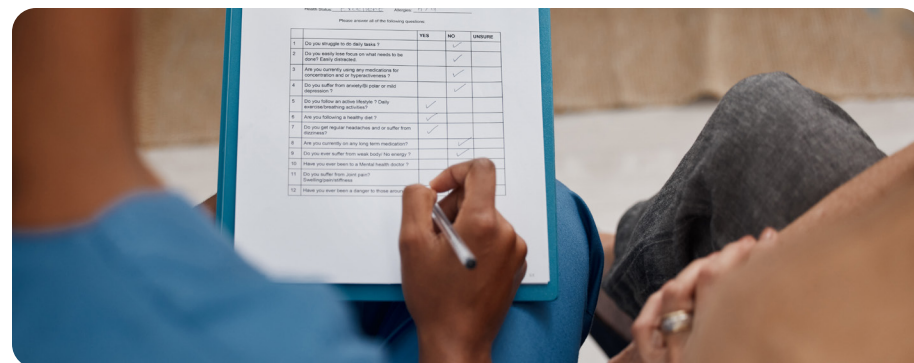 Health Status: Allergies:
Please answer all of the following questions:
YES NO UNSURE
1 Do you struggle to do daily tasks ?
2 Do you easily lose focus on what needs to be
done? Easily distracted.
3 Are you currently using any medications for
concentration and or hyperactiveness ?
4 Do you suffer from anxiety/Bi polar or mild
depression ?
5 Do you follow an active lifestyle ? Daily
exercise/breathing activities?
6 Are you following a healthy diet ?
7 Do you get regular headaches and or suffer from
dizziness?
8 Are you currently on any long term medication?
9 Do you ever suffer from weak body/ No energy ?
10 Have you ever been to a Mental health doctor ?
11 Do you suffer from Joint pain?
Swelling/pain/stiffness
12 Have you ever been a danger to those